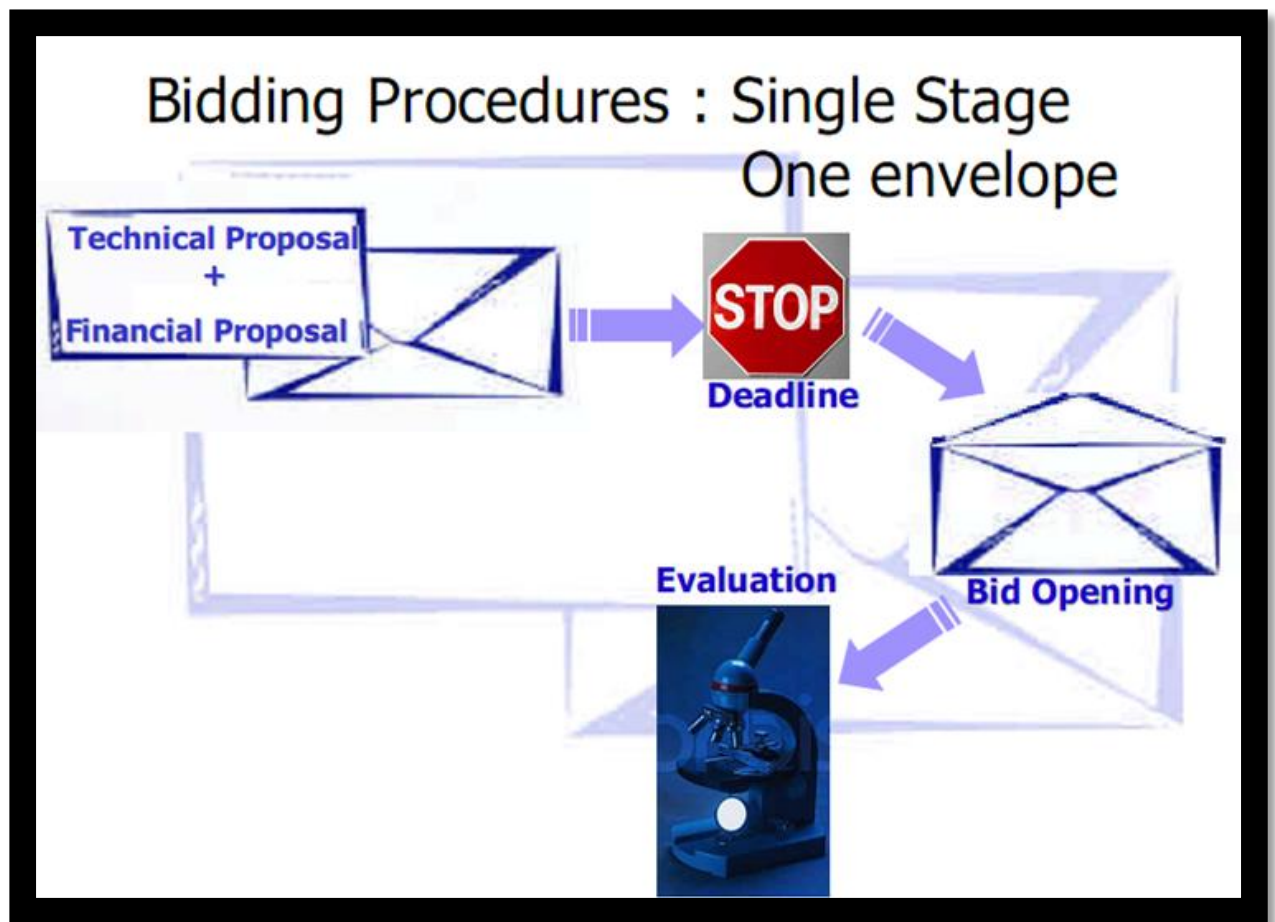 Bidding Procedures : Single Stage
One envelope
Technical Proposal
+
Financial Proposal
STOP
Deadline
Bid Opening
Evaluation